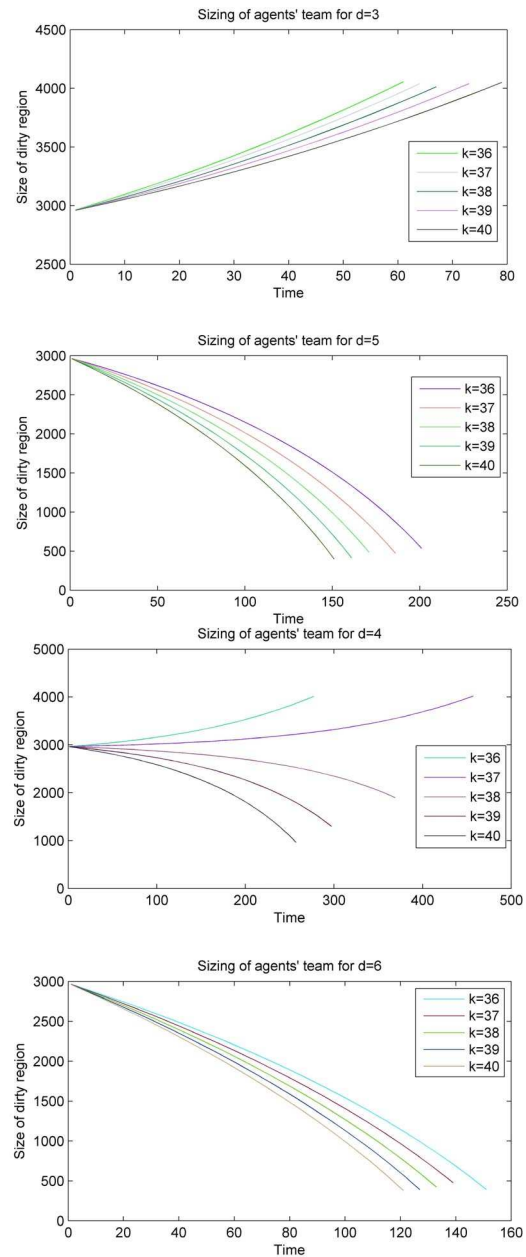 Sizing of agents' team for d=3
4500
4000
3500
3000
2500
Size of dirty region
k=36
k=37
k=38
k=39
k=40
0 10 20 30 40 50 60 70 80
Time
Sizing of agents' team for d=5
3000
2500
2000
1500
1000
500
0
Size of dirty region
k=36
k=37
k=38
k=39
k=40
0 50 100 150 200 250
Time
Sizing of agents' team for d=4
5000
4000
3000
2000
1000
0
Size of dirty region
k=36
k=37
k=38
k=39
k=40
0 100 200 300 400 500
Time
Sizing of agents' team for d=6
3000
2500
2000
1500
1000
500
0
Size of dirty region
k=36
k=37
k=38
k=39
k=40
0 20 40 60 80 100 120 140 160
Time